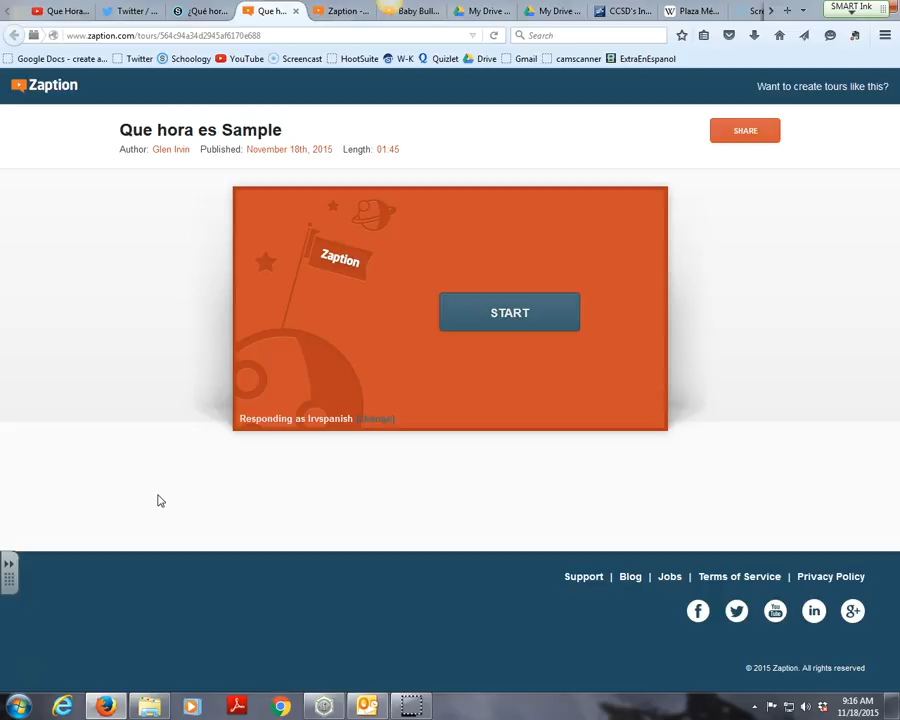 Que Hora...
Twitter / ...
¿Qué hor...
Que h...
Zaption -...
Baby Bull...
My Drive ...
My Drive ...
CCSD's In...
Plaza Mé...
Scr
SMART Ink
www.zaption.com/tours/564c94a34d2945af6170e688
Search
Google Docs - create a...
Twitter
Schoology
YouTube
Screencast
HootSuite
W-K
Quizlet
Drive
Gmail
camscanner
ExtraEnEspanol
Zaption
Want to create tours like this?
Que hora es Sample
SHARE
Author: Glen Irvin Published: November 18th, 2015 Length: 01:45
Zaption
START
Responding as Irvspanish (Change)
Support | Blog | Jobs | Terms of Service | Privacy Policy
© 2015 Zaption. All rights reserved
9:16 AM
11/18/2015